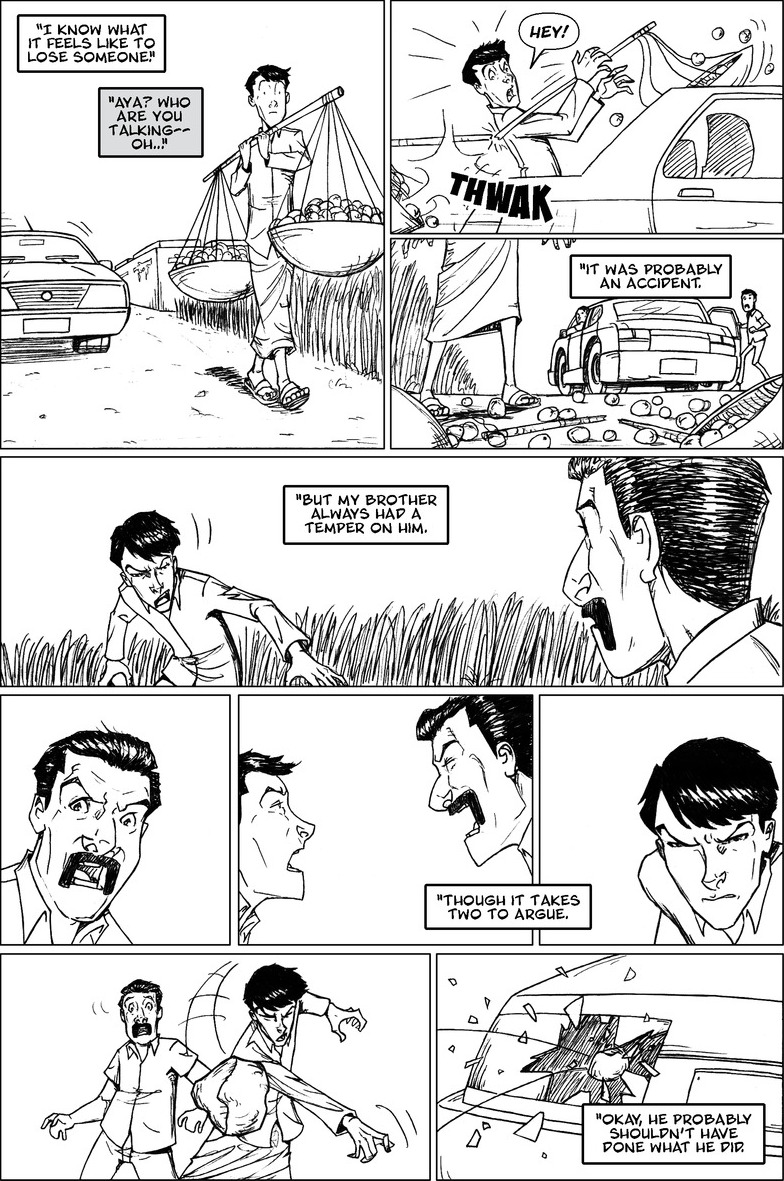 "I KNOW WHAT
IT FEELS LIKE TO
LOSE SOMEONE."
"AYA? WHO
ARE YOU
TALKING--
OH..."
HEY!
THWAK
"IT WAS PROBABLY
AN ACCIDENT.
"BUT MY BROTHER
ALWAYS HAD A
TEMPER ON HIM.
"THOUGH IT TAKES
TWO TO ARGUE.
"OKAY, HE PROBABLY
SHOULDN'T HAVE
DONE WHAT HE DID.